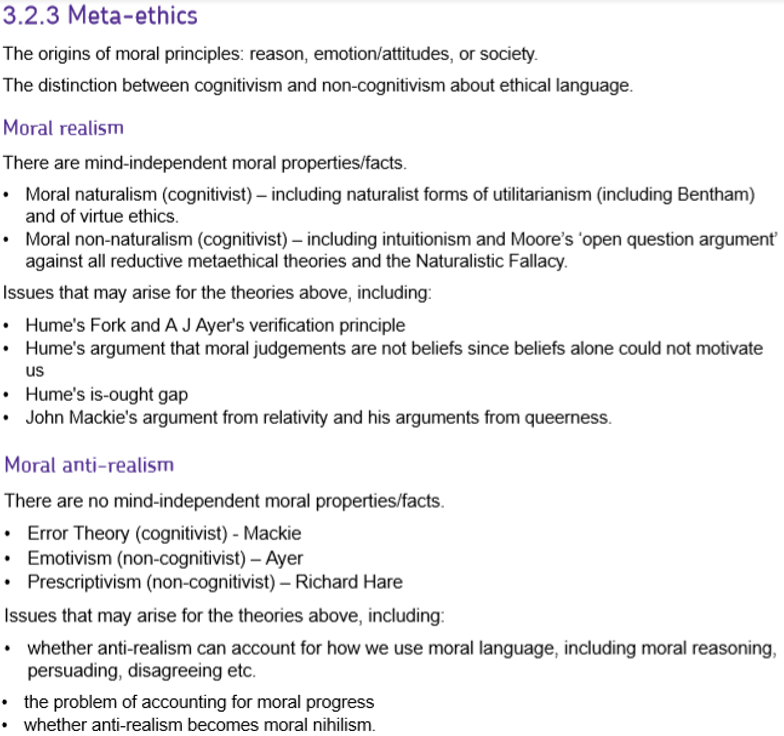 3.2.3 Meta-ethics
The origins of moral principles: reason, emotion/attitudes, or society.
The distinction between cognitivism and non-cognitivism about ethical language.
Moral realism
There are mind-independent moral properties/facts.
• Moral naturalism (cognitivist) – including naturalist forms of utilitarianism (including Bentham)
and of virtue ethics.
• Moral non-naturalism (cognitivist) – including intuitionism and Moore's 'open question argument'
against all reductive metaethical theories and the Naturalistic Fallacy.
Issues that may arise for the theories above, including:
• Hume's Fork and A J Ayer's verification principle
• Hume's argument that moral judgements are not beliefs since beliefs alone could not motivate
us
• Hume's is-ought gap
• John Mackie's argument from relativity and his arguments from queerness.
Moral anti-realism
There are no mind-independent moral properties/facts.
• Error Theory (cognitivist) - Mackie
• Emotivism (non-cognitivist) – Ayer
• Prescriptivism (non-cognitivist) – Richard Hare
Issues that may arise for the theories above, including:
• whether anti-realism can account for how we use moral language, including moral reasoning,
persuading, disagreeing etc.
• the problem of accounting for moral progress
• whether anti-realism becomes moral nihilism.